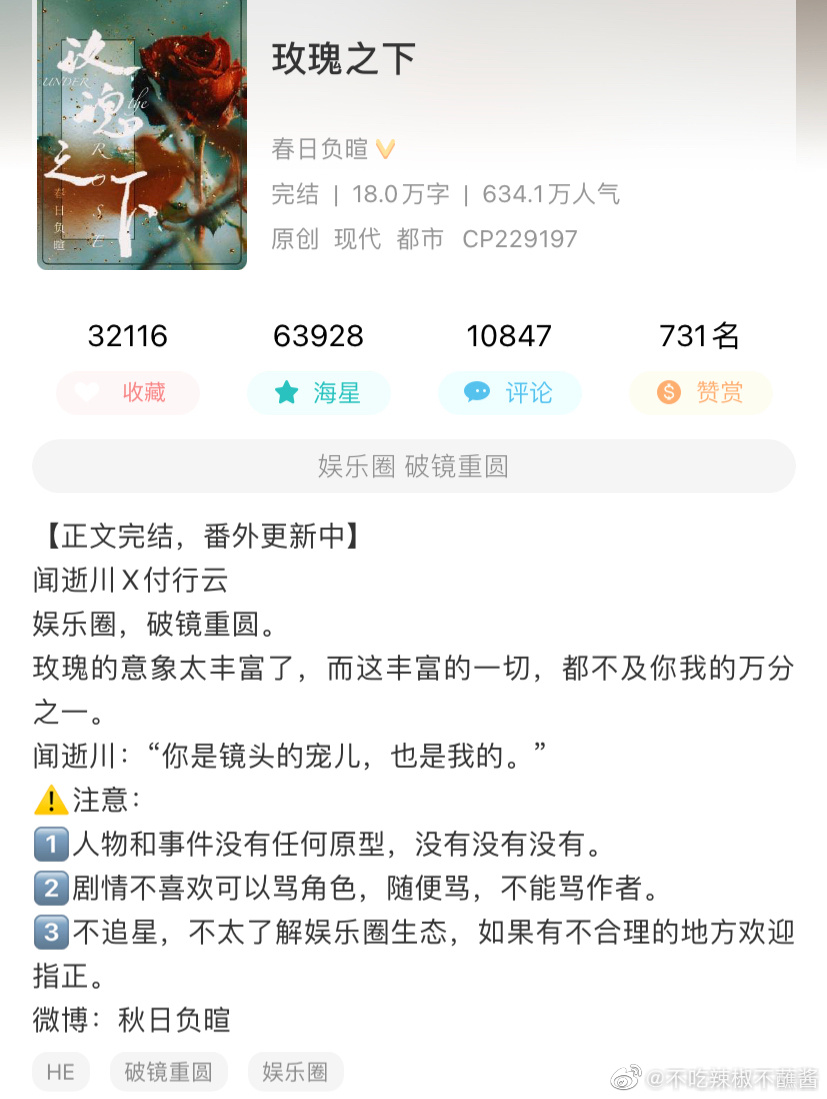 玫瑰之下
UNDER
the
ROSE
春日负暄
玫瑰之下
春日负暄
完结 | 18.0万字 | 634.1万人气
原创 现代 都市 CP229197
32116 63928 10847 731名
收藏 海星 评论 赞赏
娱乐圈 破镜重圆
【正文完结，番外更新中】
闻逝川X付行云
娱乐圈，破镜重圆。
玫瑰的意象太丰富了，而这丰富的一切，都不及你我的万分
之一。
闻逝川：“你是镜头的宠儿，也是我的。”
⚠️注意：
1️⃣人物和事件没有任何原型，没有没有没有。
2️⃣剧情不喜欢可以骂角色，随便骂，不能骂作者。
3️⃣不追星，不太了解娱乐圈生态，如果有不合理的地方欢迎
指正。
微博：秋日负暄
HE 破镜重圆 娱乐圈
@不吃辣椒不蘸酱